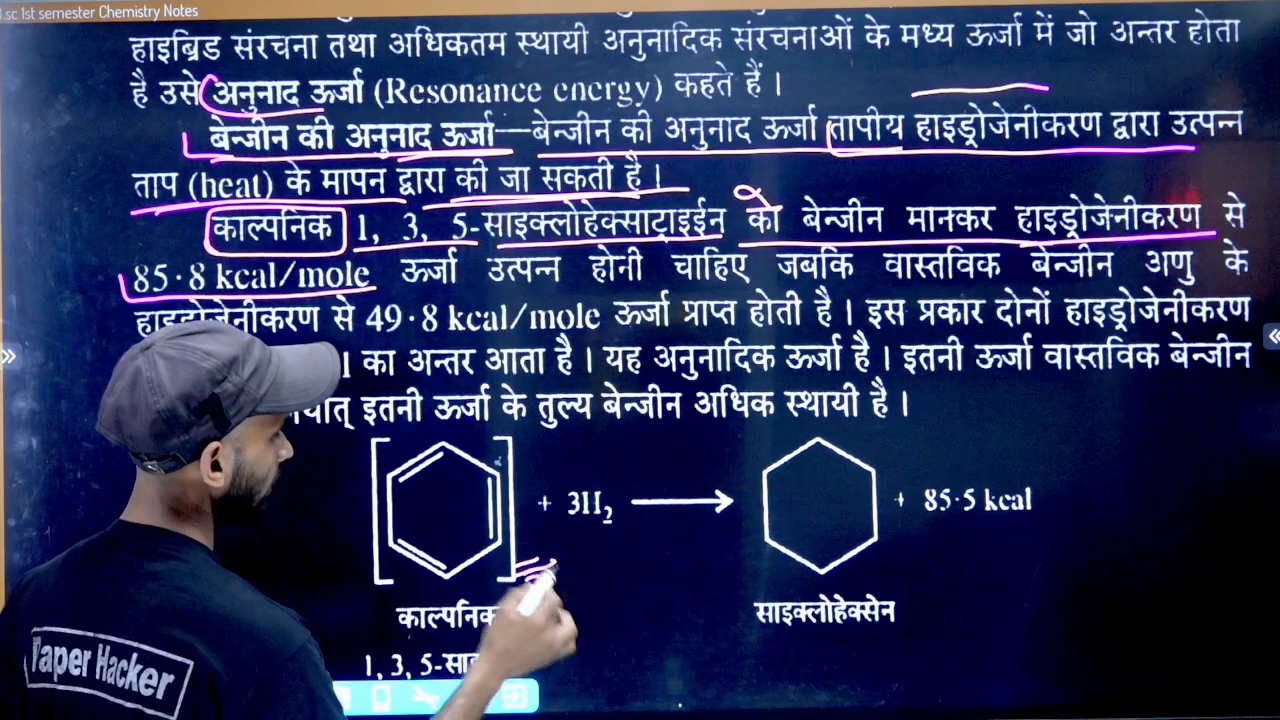 .sc 1st semester Chemistry Notes
हाइब्रिड संरचना तथा अधिकतम स्थायी अनुनादिक संरचनाओं के मध्य ऊर्जा में जो अन्तर होता
है उसे अनुनाद ऊर्जा (Resonance energy) कहते हैं ।
बेन्जीन की अनुनाद ऊर्जा—बेन्जीन की अनुनाद ऊर्जा तापीय हाइड्रोजेनीकरण द्वारा उत्पन्न
ताप (heat) के मापन द्वारा की जा सकती है ।
काल्पनिक 1, 3, 5-साइक्लोहेक्साट्राइईन को बेन्जीन मानकर हाइड्रोजेनीकरण से
85·8 kcal/mole ऊर्जा उत्पन्न होनी चाहिए जबकि वास्तविक बेन्जीन अणु के
हाइड्रोजेनीकरण से 49·8 kcal/mole ऊर्जा प्राप्त होती है । इस प्रकार दोनों हाइड्रोजेनीकरण
का अन्तर आता है । यह अनुनादिक ऊर्जा है । इतनी ऊर्जा वास्तविक बेन्जीन
इतनी ऊर्जा के तुल्य बेन्जीन अधिक स्थायी है ।
+ 3H₂ → + 85·5 kcal
काल्पनिक साइक्लोहेक्सेन
1, 3, 5-सा
Paper Hacker